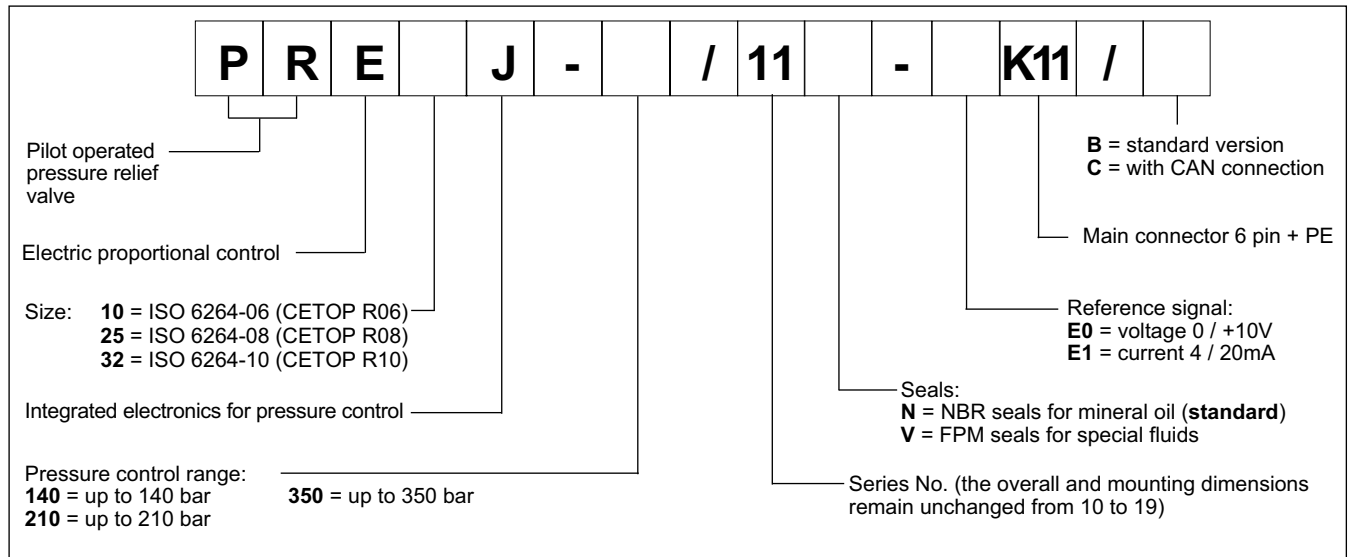 P R E J - / 11 - K11 /
Pilot operated
pressure relief
valve
Electric proportional control
Size: 10 = ISO 6264-06 (CETOP R06)
25 = ISO 6264-08 (CETOP R08)
32 = ISO 6264-10 (CETOP R10)
Integrated electronics for pressure control
Pressure control range:
140 = up to 140 bar 350 = up to 350 bar
210 = up to 210 bar
B = standard version
C = with CAN connection
Main connector 6 pin + PE
Reference signal:
E0 = voltage 0 / +10V
E1 = current 4 / 20mA
Seals:
N = NBR seals for mineral oil (standard)
V = FPM seals for special fluids
Series No. (the overall and mounting dimensions
remain unchanged from 10 to 19)